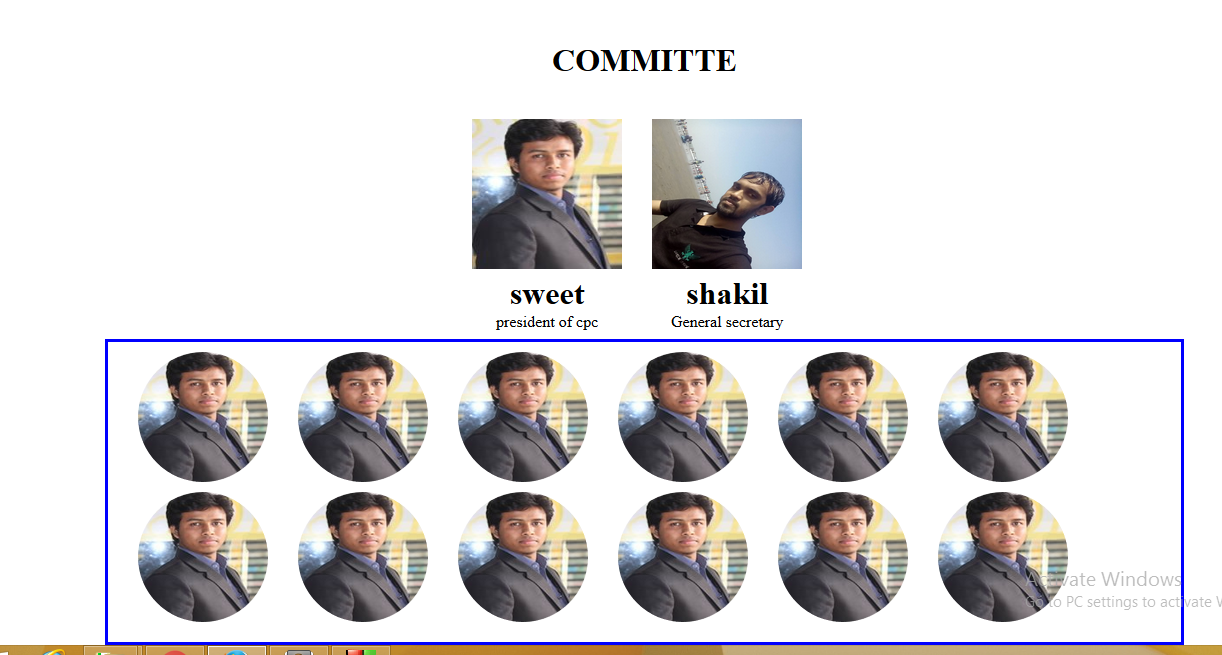 COMMITTE
sweet
shakil
president of cpc
General secretary
Activate Windows
Go to PC settings to activate W